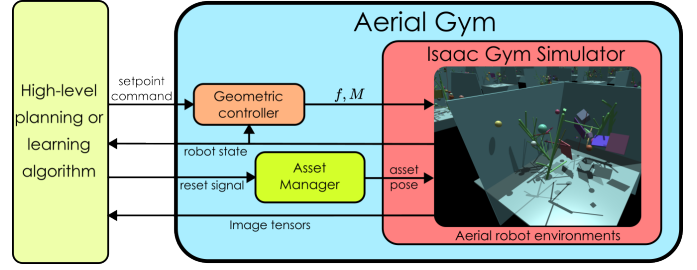 Aerial Gym
Isaac Gym Simulator
High-level
planning or
learning
algorithm
setpoint
command
Geometric
controller
f, M
robot state
reset signal
Asset
Manager
asset
pose
Image tensors
Aerial robot environments